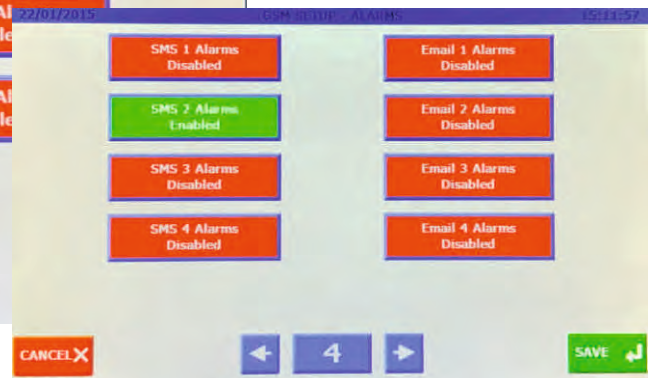 22/01/2015 GSM SETUP - ALARMS 15:11:57
SMS 1 Alarms
Disabled
Email 1 Alarms
Disabled
SMS 2 Alarms
Enabled
Email 2 Alarms
Disabled
SMS 3 Alarms
Disabled
Email 3 Alarms
Disabled
SMS 4 Alarms
Disabled
Email 4 Alarms
Disabled
CANCEL X
4
SAVE